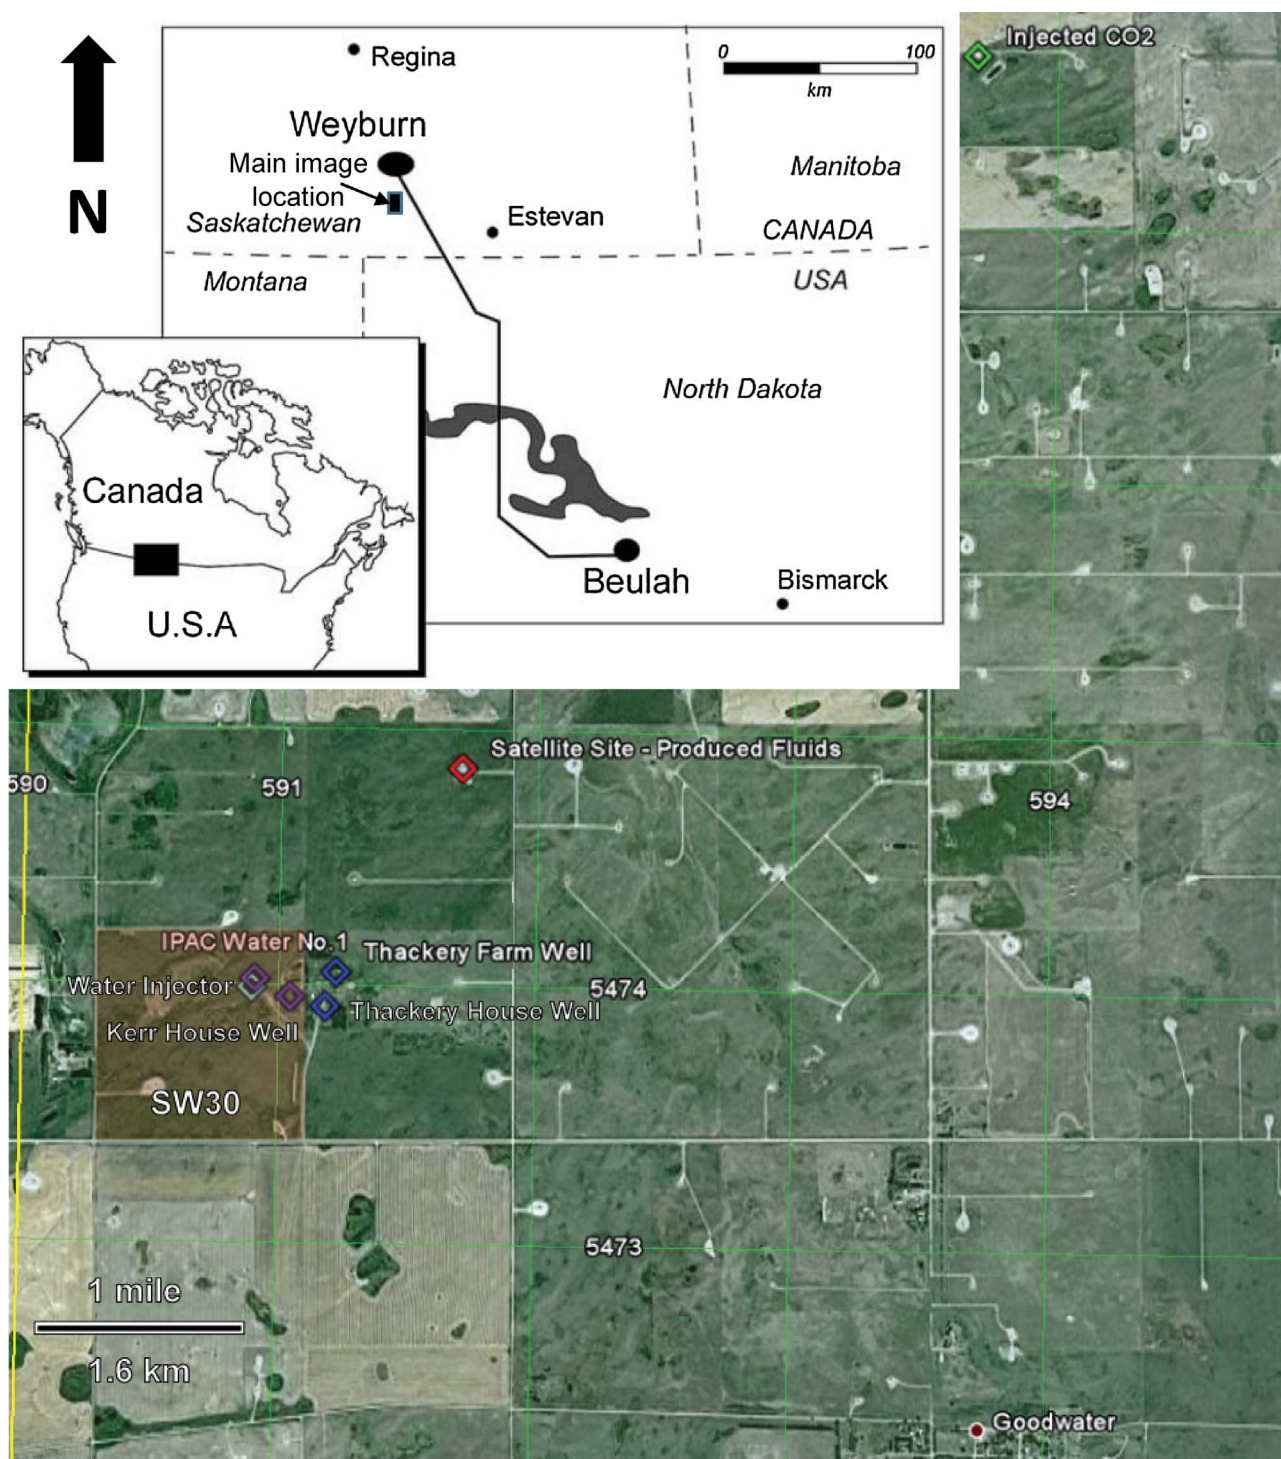 Injected CO2
0 100
km
Regina
N
Weyburn
Main image
location
Saskatchewan
Estevan
Manitoba
CANADA
USA
Montana
North Dakota
Beulah
Bismarck
Canada
U.S.A
Satellite Site - Produced Fluids
590
591
594
IPAC Water No.1
Thackery Farm Well
Water Injector
5474
Thackery House Well
Kerr House Well
SW30
5473
1 mile
1.6 km
Goodwater